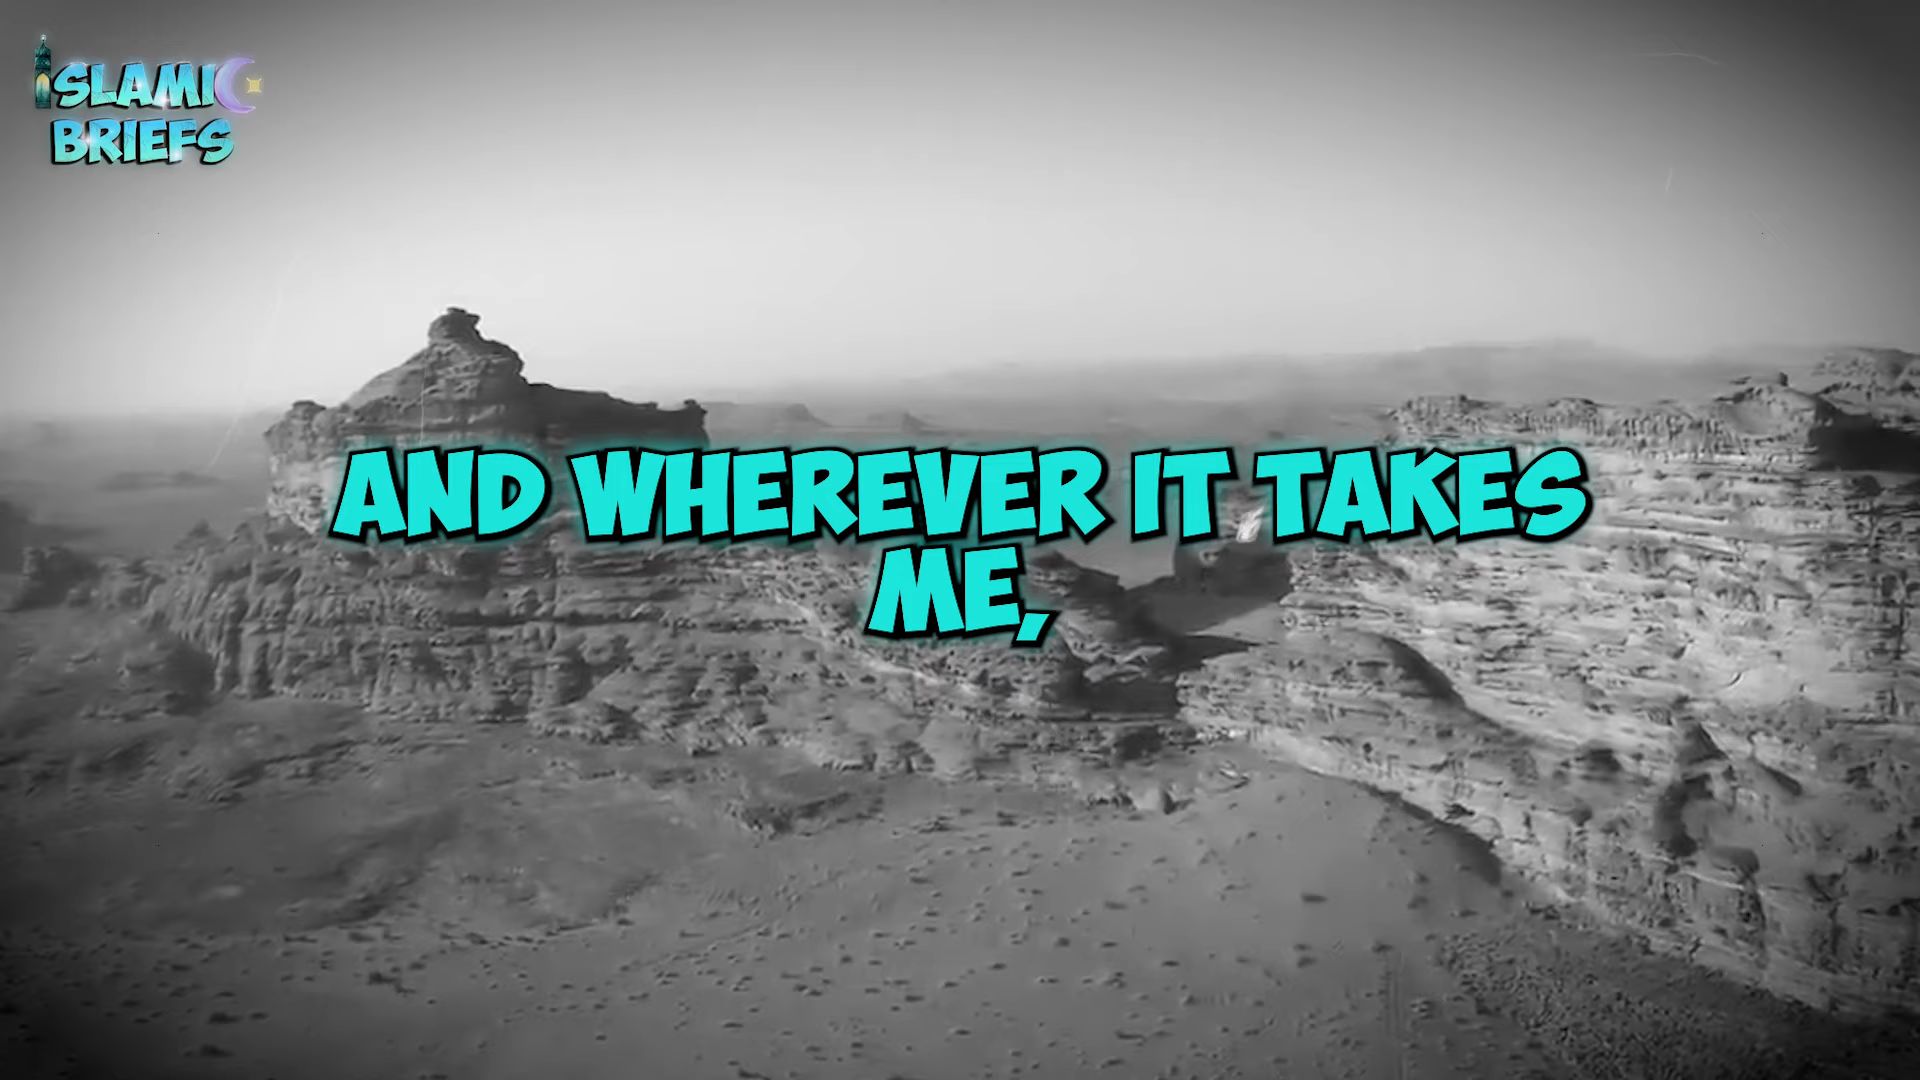 ISLAMIC
BRIEFS
AND WHEREVER IT TAKES
ME,